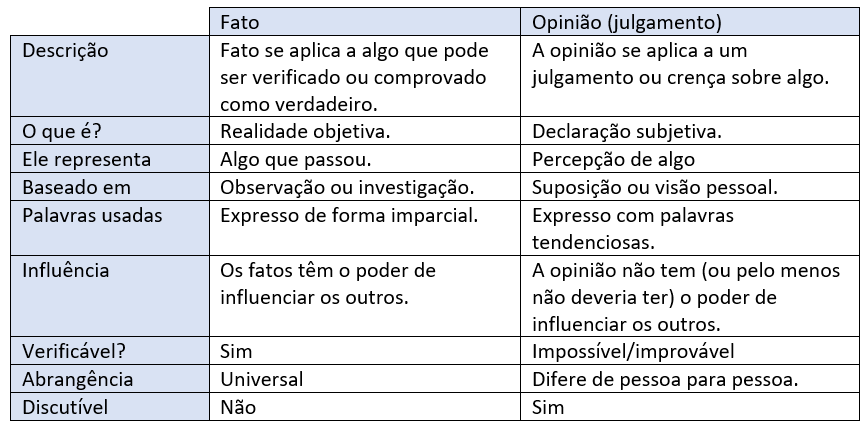 Fato Opinião (julgamento)
Descrição Fato se aplica a algo que pode A opinião se aplica a um
ser verificado ou comprovado julgamento ou crença sobre algo.
como verdadeiro.
O que é? Realidade objetiva. Declaração subjetiva.
Ele representa Algo que passou. Percepção de algo
Baseado em Observação ou investigação. Suposição ou visão pessoal.
Palavras usadas Expresso de forma imparcial. Expresso com palavras
tendenciosas.
Influência Os fatos têm o poder de A opinião não tem (ou pelo menos
influenciar os outros. não deveria ter) o poder de
influenciar os outros.
Verificável? Sim Impossível/improvável
Abrangência Universal Difere de pessoa para pessoa.
Discutível Não Sim